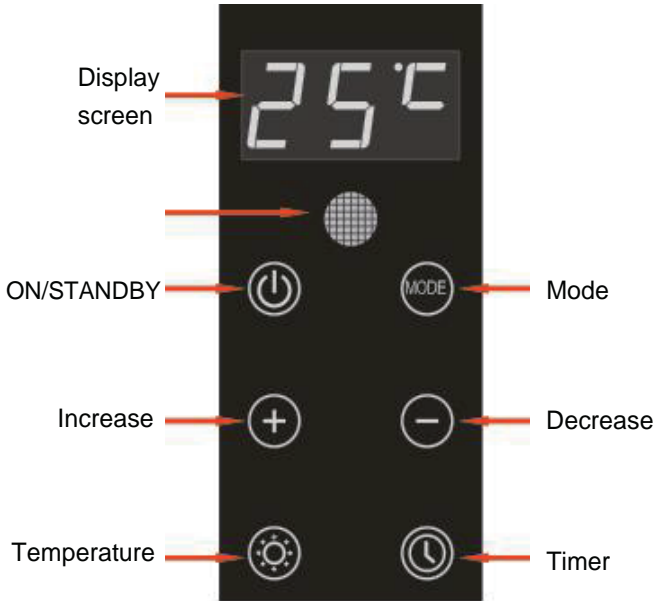 Display
screen
25℃
ON/STANDBY
MODE
Mode
Increase
Decrease
Temperature
Timer